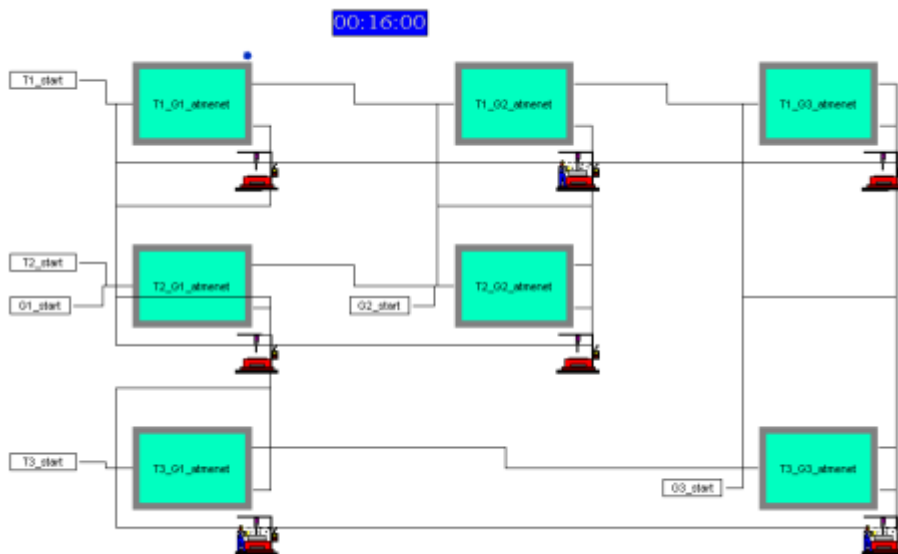 00:16:00
T1_start
T1_G1_atmenet
T1_G2_atmenet
T1_G3_atmenet
T2_start
T2_G1_atmenet
T2_G2_atmenet
G1_start
G2_start
T3_start
T3_G1_atmenet
T3_G3_atmenet
G3_start